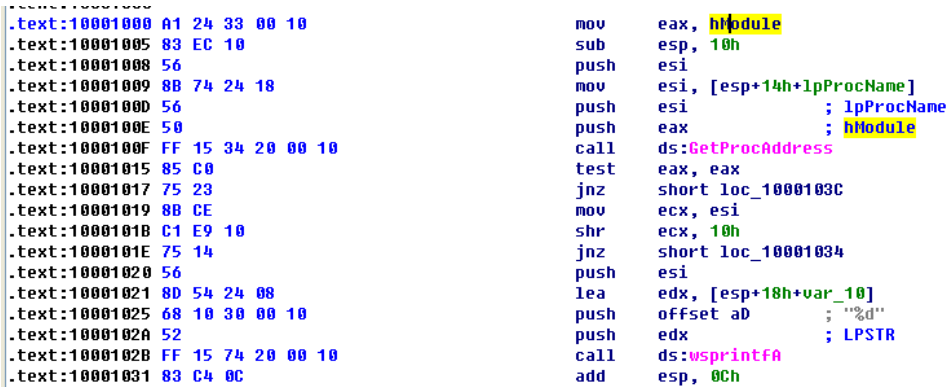 .text:10001000 A1 24 33 00 10 mov eax, hModule
.text:10001005 83 EC 10 sub esp, 10h
.text:10001008 56 push esi
.text:10001009 8B 74 24 18 mov esi, [esp+14h+lpProcName]
.text:1000100D 56 push esi ; lpProcName
.text:1000100E 50 push eax ; hModule
.text:1000100F FF 15 34 20 00 10 call ds:GetProcAddress
.text:10001015 85 C0 test eax, eax
.text:10001017 75 23 jnz short loc_1000103C
.text:10001019 8B CE mov ecx, esi
.text:1000101B C1 E9 10 shr ecx, 10h
.text:1000101E 75 14 jnz short loc_10001034
.text:10001020 56 push esi
.text:10001021 8D 54 24 08 lea edx, [esp+18h+var_10]
.text:10001025 68 10 30 00 10 push offset aD ; "%d"
.text:1000102A 52 push edx ; LPSTR
.text:1000102B FF 15 74 20 00 10 call ds:wsprintfA
.text:10001031 83 C4 0C add esp, 0Ch